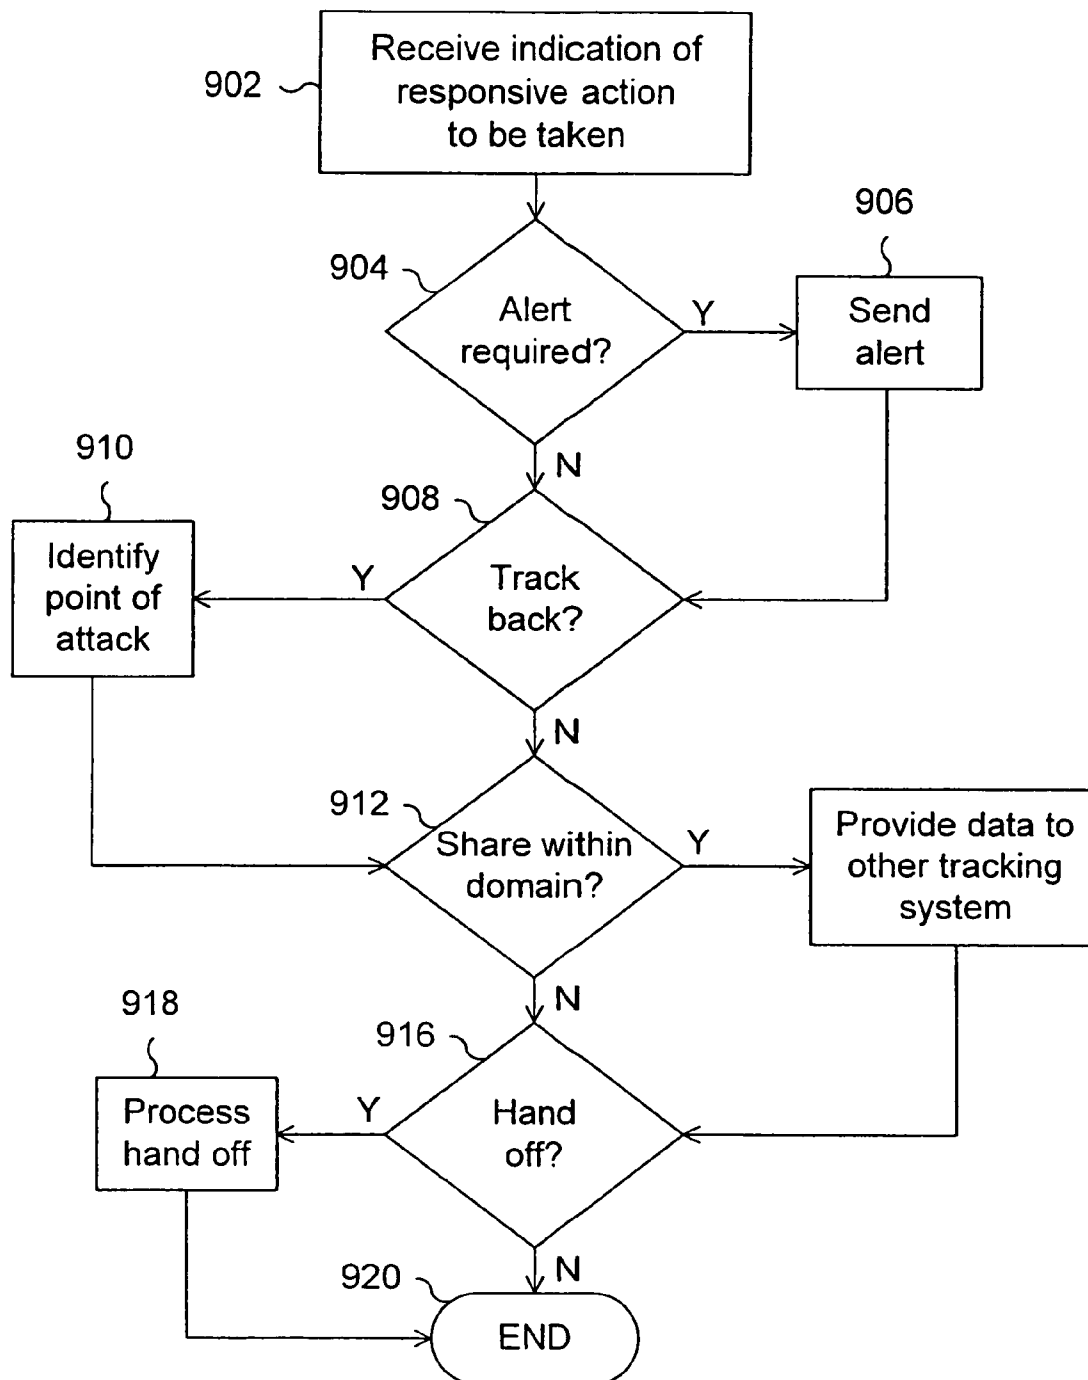 Receive indication of
responsive action
to be taken
902
906
904
Alert
required?
Y
Send
alert
N
910
908
Identify
point of
attack
Y
Track
back?
N
912
Share within
domain?
Y
Provide data to
other tracking
system
N
918
916
Process
hand off
Y
Hand
off?
N
920
END